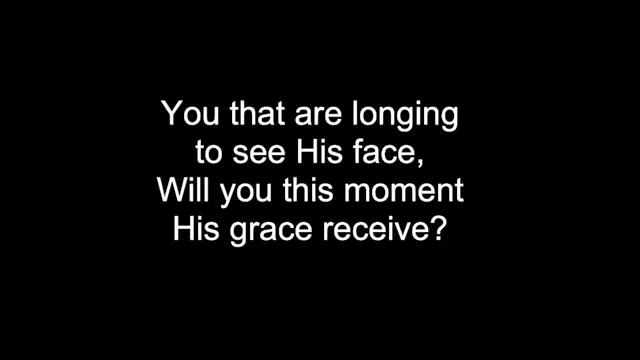 You that are longing
to see His face,
Will you this moment
His grace receive?